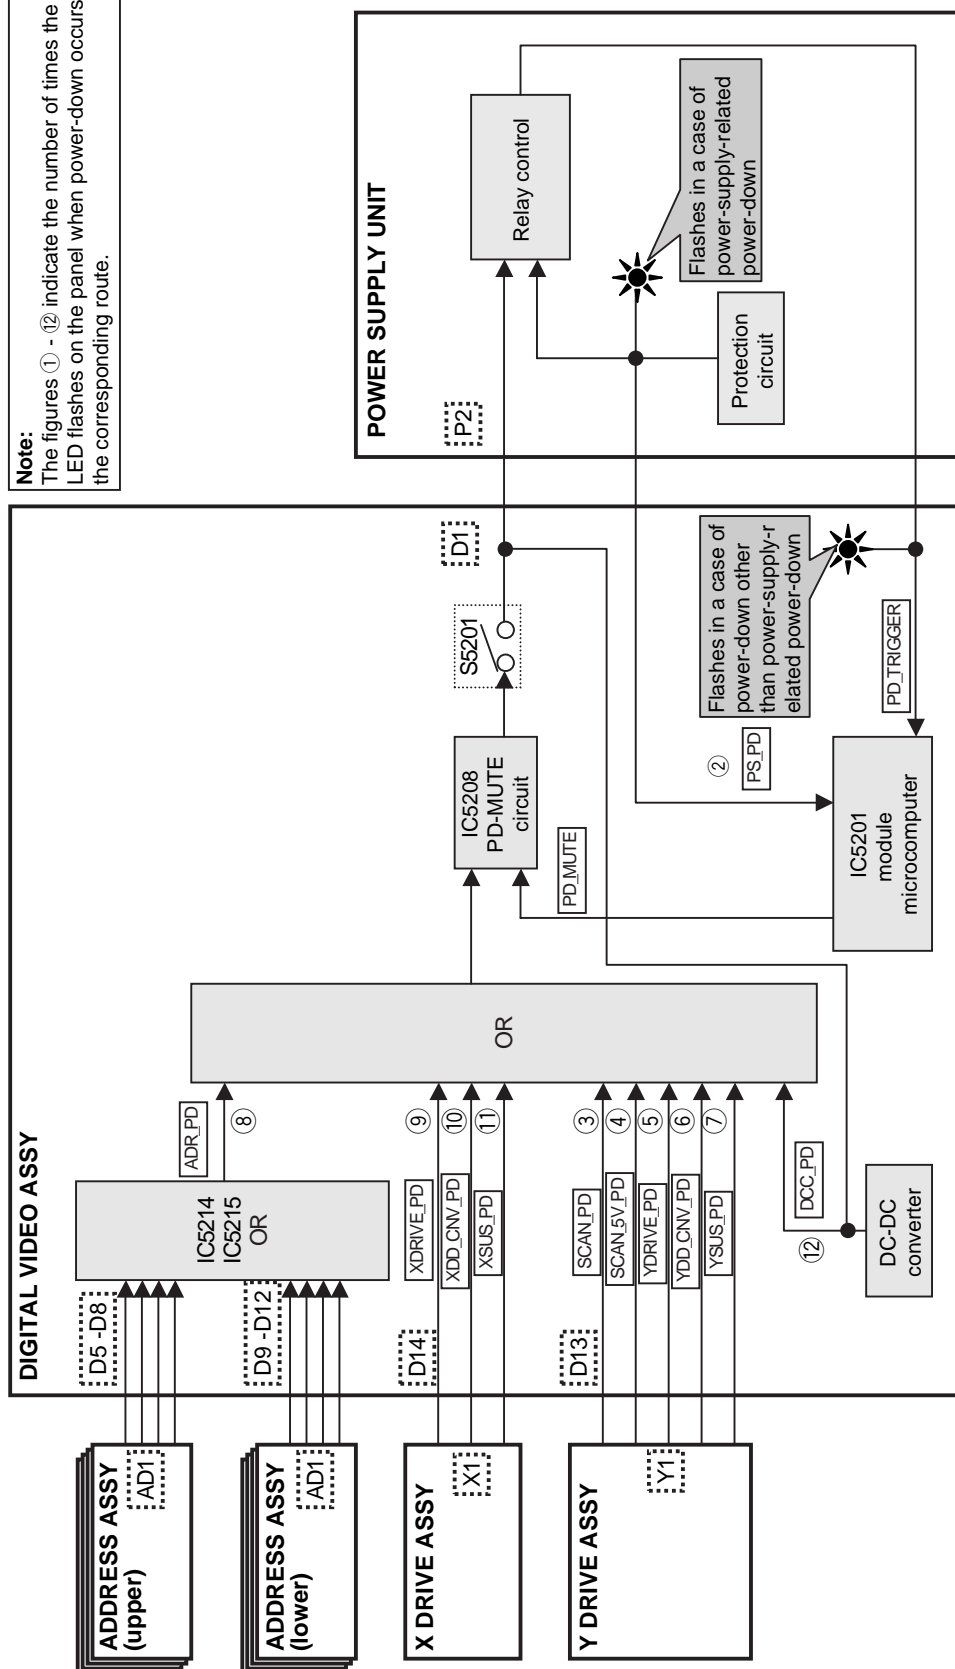 Note:
The figures ① - ⑫ indicate the number of times the
LED flashes on the panel when power-down occurs
the corresponding route.
DIGITAL VIDEO ASSY
POWER SUPPLY UNIT
ADDRESS ASSY
(upper)
AD1
D5 -D8
ADDRESS ASSY
(lower)
AD1
D9 -D12
IC5214
IC5215
OR
ADR_PD
⑧
X DRIVE ASSY
X1
D14
XDRIVE_PD
⑨
XDD_CNV_PD
⑩
XSUS_PD
⑪
Y DRIVE ASSY
Y1
D13
SCAN_PD
③
SCAN_5V_PD
④
YDRIVE_PD
⑤
YDD_CNV_PD
⑥
YSUS_PD
⑦
DCC_PD
⑫
DC-DC
converter
OR
IC5208
PD-MUTE
circuit
PD_MUTE
S5201
D1
P2
Relay control
Flashes in a case of
power-supply-related
power-down
Protection
circuit
Flashes in a case of
power-down other
than power-supply-r
elated power-down
②
PS_PD
PD_TRIGGER
IC5201
module
microcomputer